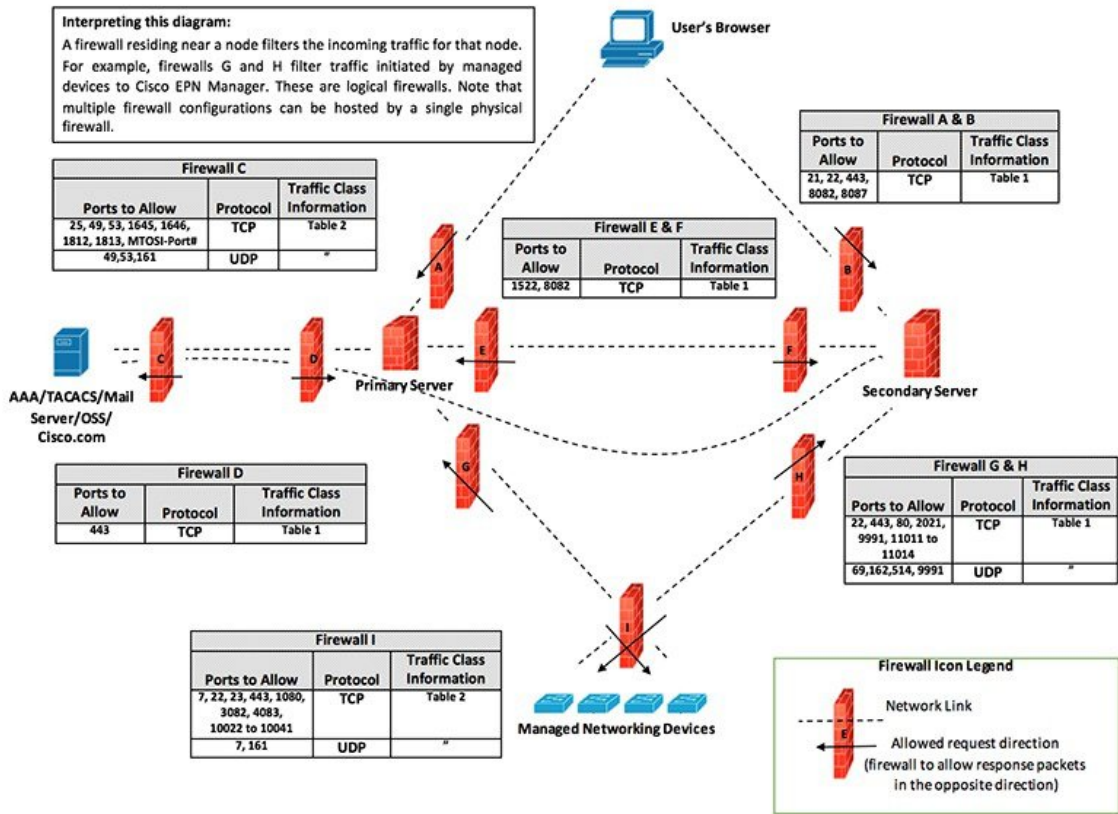 Interpreting this diagram:
A firewall residing near a node filters the incoming traffic for that node.
For example, firewalls G and H filter traffic initiated by managed
devices to Cisco EPN Manager. These are logical firewalls. Note that
multiple firewall configurations can be hosted by a single physical
firewall.
User's Browser
Firewall A & B
Ports to Allow Protocol Traffic Class Information
21, 22, 443, 8082, 8087 TCP Table 1
Firewall C
Ports to Allow Protocol Traffic Class Information
25, 49, 53, 1645, 1646, 1812, 1813, MTOSI-Port# TCP Table 2
49,53,161 UDP "
Firewall E & F
Ports to Allow Protocol Traffic Class Information
1522, 8082 TCP Table 1
A
B
C
D
E
F
Primary Server
Secondary Server
AAA/TACACS/Mail
Server/OSS/
Cisco.com
G
H
Firewall D
Ports to Allow Protocol Traffic Class Information
443 TCP Table 1
Firewall G & H
Ports to Allow Protocol Traffic Class Information
22, 443, 80, 2021, 9991, 11011 to 11014 TCP Table 1
69,162,514, 9991 UDP "
I
Firewall I
Ports to Allow Protocol Traffic Class Information
7, 22, 23, 443, 1080, 3082, 4083, 10022 to 10041 TCP Table 2
7, 161 UDP "
Managed Networking Devices
Firewall Icon Legend
Network Link
E
Allowed request direction
(firewall to allow response packets
in the opposite direction)